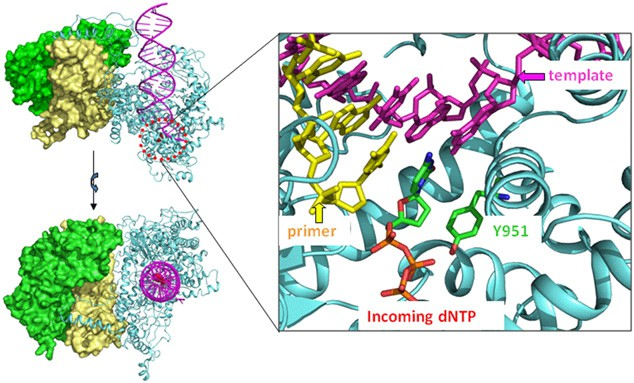 template
primer
Y951
Incoming dNTP